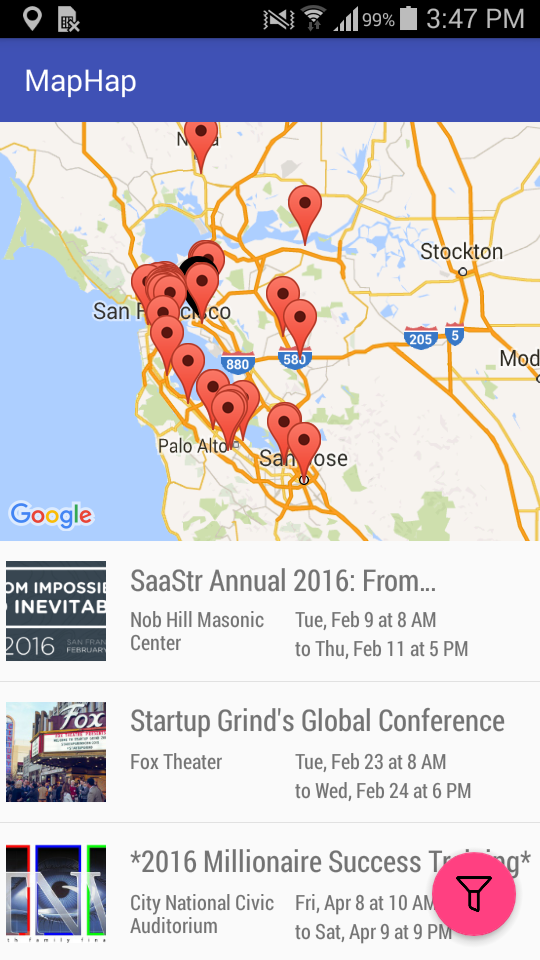 99% 3:47 PM
MapHap
Stockton
San Francisco
205
5
880
580
Palo Alto
San Jose
Google
OM IMPOSSIB
INEVITAB
2016
SAN FRAN
FEBRUARY
SaaStr Annual 2016: From...
Nob Hill Masonic
Center
Tue, Feb 9 at 8 AM
to Thu, Feb 11 at 5 PM
Fox
Startup Grind's Global Conference
Fox Theater
Tue, Feb 23 at 8 AM
to Wed, Feb 24 at 6 PM
*2016 Millionaire Success Training*
City National Civic
Auditorium
Fri, Apr 8 at 10 AM
to Sat, Apr 9 at 9 PM